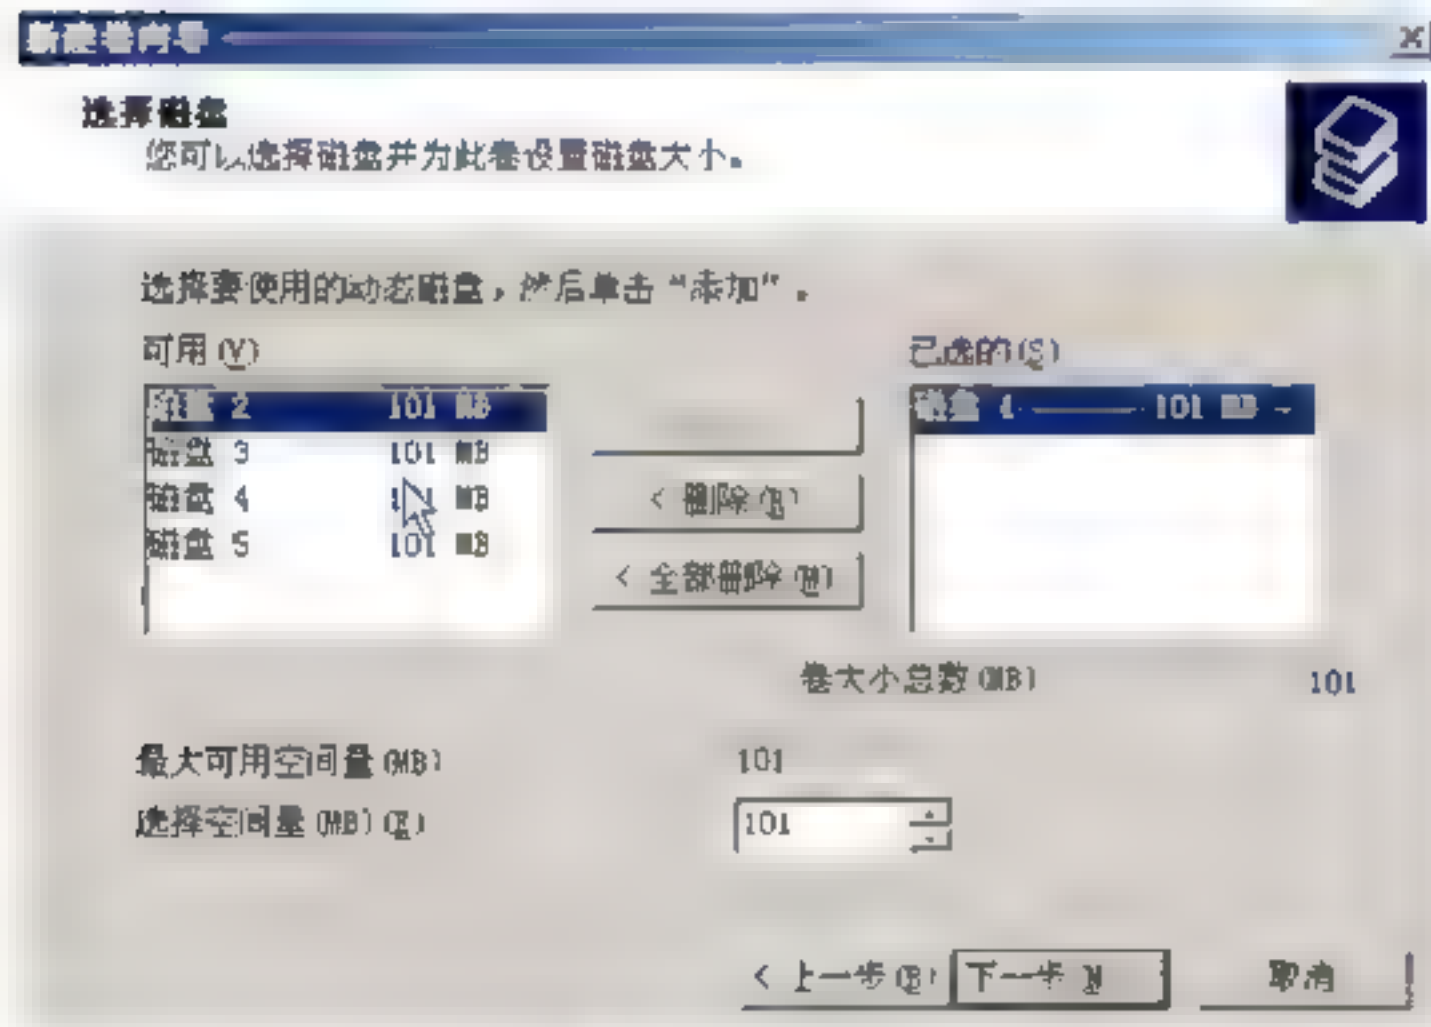 新建卷向导
选择磁盘
您可以选择磁盘并为此卷设置磁盘大小。
选择要使用的动态磁盘，然后单击“添加”。
可用(V)
已选的(S)
磁盘 2 101 MB
磁盘 3 101 MB
磁盘 4 MB
磁盘 5 101 MB
磁盘 101 MB
< 删除(R)
< 全部删除(M)
卷大小总数(MB) 101
最大可用空间量(MB) 101
选择空间量(MB)(E) 101
< 上一步(B)
下一步 N
取消